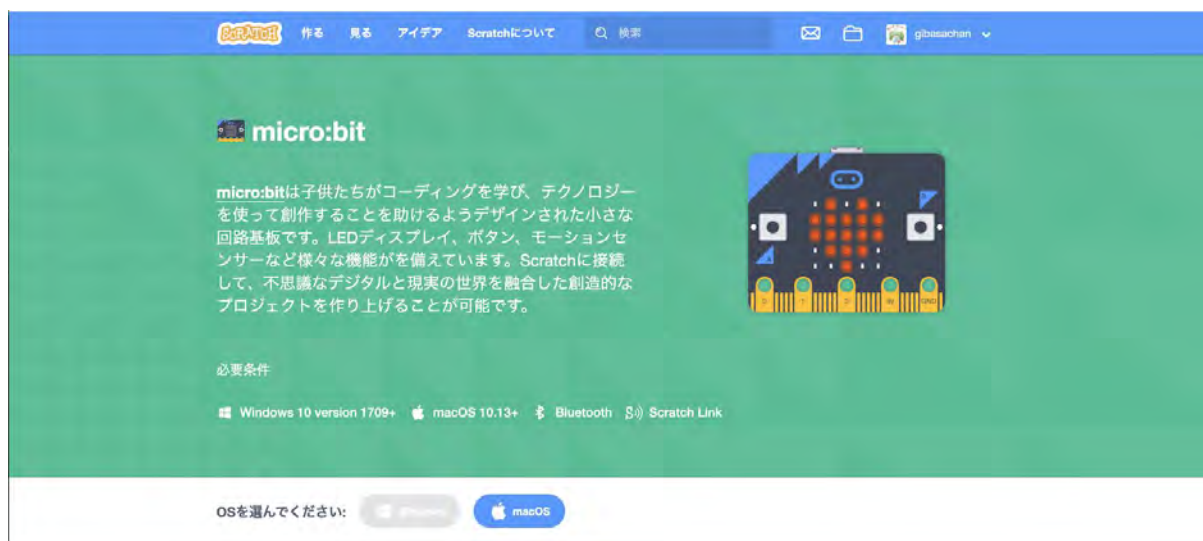 SCRATCH 作る 見る アイデア Scratchについて 検索 gibasachan
micro:bit
micro:bitは子供たちがコーディングを学び、テクノロジー
を使って創作することを助けるようデザインされた小さな
回路基板です。LEDディスプレイ、ボタン、モーションセ
ンサーなど様々な機能がを備えています。Scratchに接続
して、不思議なデジタルと現実の世界を融合した創造的な
プロジェクトを作り上げることが可能です。
0 1 2 3V GND
必要条件
Windows 10 version 1709+ macOS 10.13+ Bluetooth Scratch Link
OSを選んでください: macOS